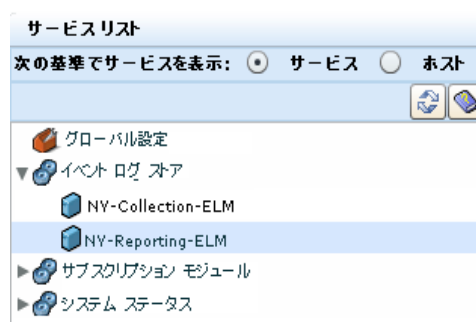 サービスリスト
次の基準でサービスを表示: サービス ホスト
グローバル設定
イベント ログ ストア
NY-Collection-ELM
NY-Reporting-ELM
サブスクリプション モジュール
システム ステータス